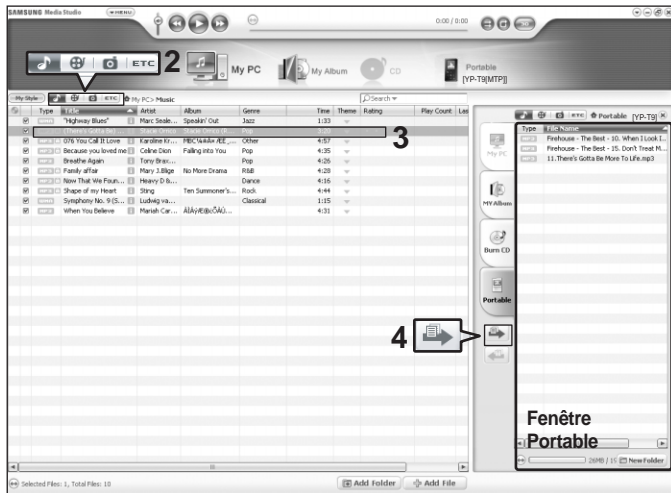 SAMSUNG Media Studio
MENU
0:00 / 0:00
ETC
2
My PC
My Album
CD
Portable
[YP-T9[MTP]]
My Style
ETC
My PC> Music
Search
Type Title Artist Album Genre Time Theme Rating Play Count Las
"Highway Blues" Marc Seale... Speakin' Out Jazz 1:33
(There's Gotta Be) ... Stacie Orrico Stacie Orrico (R... Pop 3:20
3
076 You Call It Love Karoline Kr... Other 4:57
Because you loved me Celine Dion Falling into You Pop 4:35
Breathe Again Tony Brax... Pop 4:26
Family affair Mary J.Blige No More Drama R&B 4:28
Now That We Foun... Heavy D &... Dance 4:16
Shape of my Heart Sting Ten Summoner's... Rock 4:44
Symphony No. 9 (S... Ludwig va... Classical 1:15
When You Believe Mariah Car... 4:31
My PC
MY Album
Burn CD
Portable
4
ETC
Portable [YP-T9]
Type File Name
Firehouse - The Best - 10. When I Look I...
Firehouse - The Best - 15. Don't Treat M...
11.There's Gotta Be More To Life.mp3
Fenêtre
Portable
26MB / 1
New Folder
Selected Files: 1, Total Files: 10
Add Folder
Add File